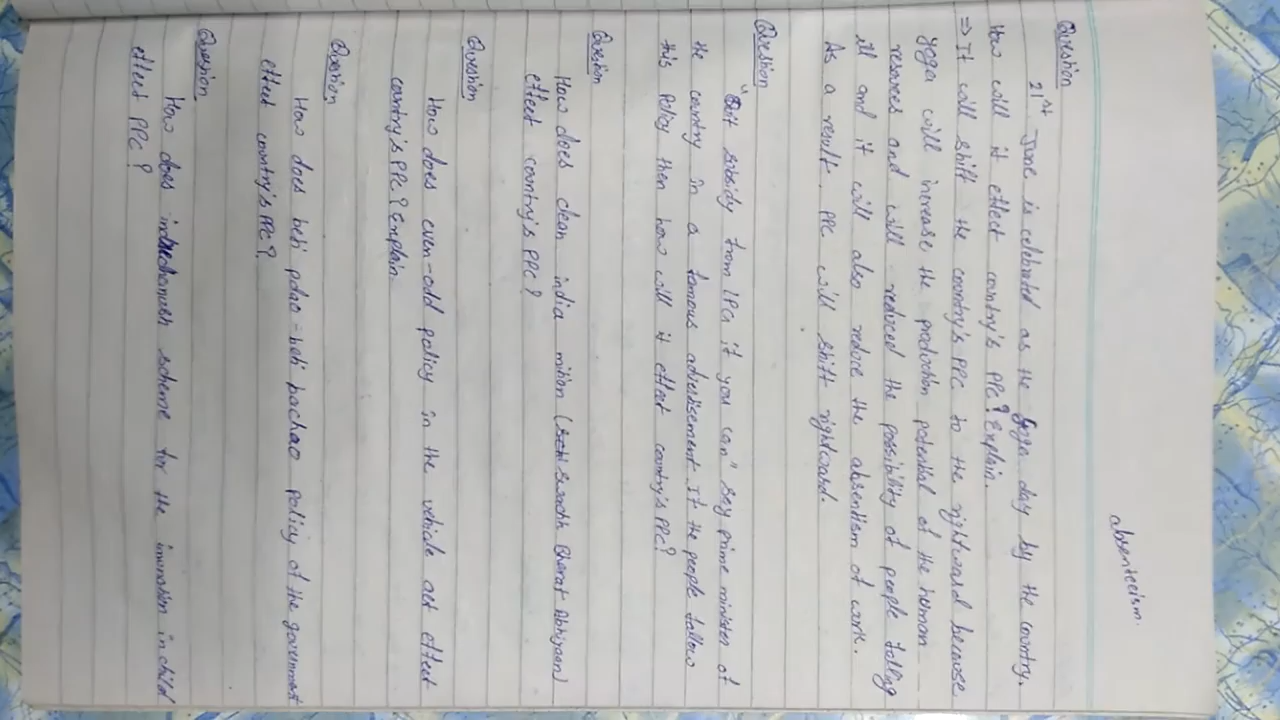 absenteeism.
Question
21st June is celebrated as the Yoga day by the country.
How will it effect country's PPC? Explain.
⇒ It will shift the country's PPC to the rightward because
yoga will increase the production potential of the human
resources and will reduced the possibility of people falling
ill and it will also reduce the absentism of work.
As a result, PPC will shift rightward.
Question
"Quit subsidy from LPG if you can" say prime minister of
the country in a famous advertisement If the people follow
this Policy then how will it effect country's PPC?
Question
How does clean india mition ( Swachh Bharat Abhiyaan)
effect country's PPC?
Question
How does even-odd policy in the vehicle act effect
country's PPC? Explain.
Question
How does beti padao - beti bachao policy of the government
effect country's PPC?
Question
How does scheme for the in child
effect PPC?